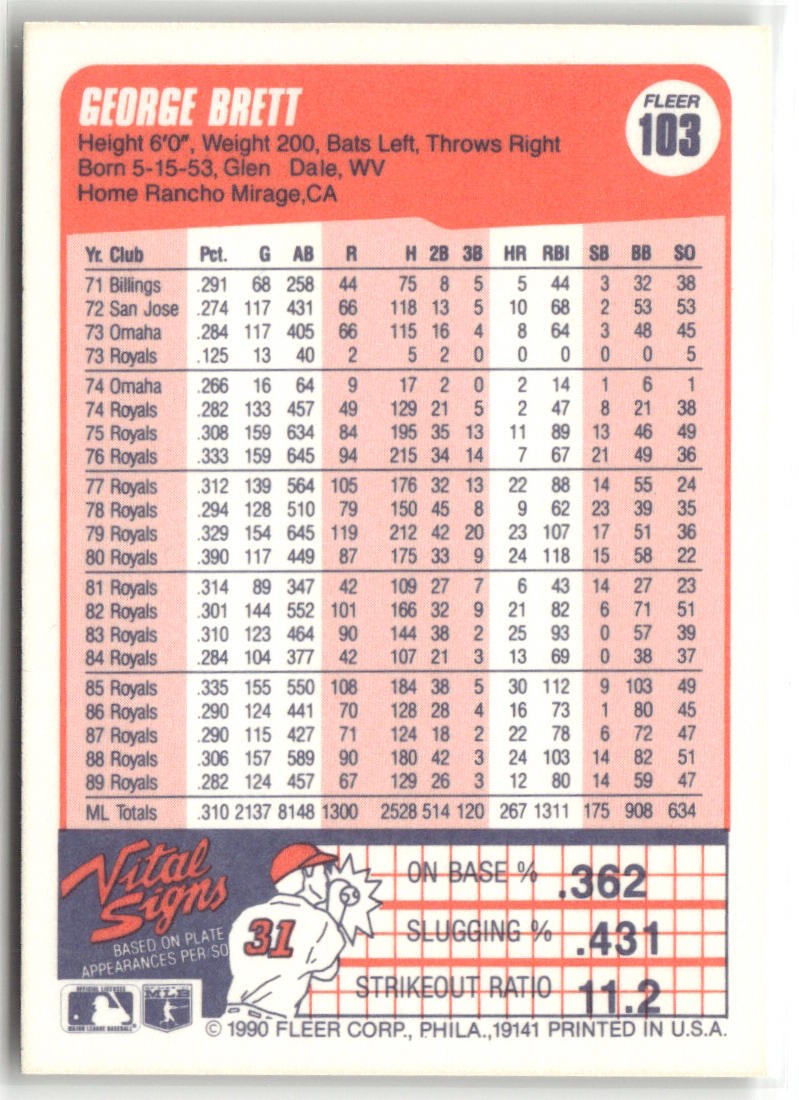 GEORGE BRETT
FLEER
103
Height 6'0", Weight 200, Bats Left, Throws Right
Born 5-15-53, Glen Dale, WV
Home Rancho Mirage,CA
Yr. Club Pct. G AB R H 2B 3B HR RBI SB BB SO
71 Billings .291 68 258 44 75 8 5 5 44 3 32 38
72 San Jose .274 117 431 66 118 13 5 10 68 2 53 53
73 Omaha .284 117 405 66 115 16 4 8 64 3 48 45
73 Royals .125 13 40 2 5 2 0 0 0 0 0 5
74 Omaha .266 16 64 9 17 2 0 2 14 1 6 1
74 Royals .282 133 457 49 129 21 5 2 47 8 21 38
75 Royals .308 159 634 84 195 35 13 11 89 13 46 49
76 Royals .333 159 645 94 215 34 14 7 67 21 49 36
77 Royals .312 139 564 105 176 32 13 22 88 14 55 24
78 Royals .294 128 510 79 150 45 8 9 62 23 39 35
79 Royals .329 154 645 119 212 42 20 23 107 17 51 36
80 Royals .390 117 449 87 175 33 9 24 118 15 58 22
81 Royals .314 89 347 42 109 27 7 6 43 14 27 23
82 Royals .301 144 552 101 166 32 9 21 82 6 71 51
83 Royals .310 123 464 90 144 38 2 25 93 0 57 39
84 Royals .284 104 377 42 107 21 3 13 69 0 38 37
85 Royals .335 155 550 108 184 38 5 30 112 9 103 49
86 Royals .290 124 441 70 128 28 4 16 73 1 80 45
87 Royals .290 115 427 71 124 18 2 22 78 6 72 47
88 Royals .306 157 589 90 180 42 3 24 103 14 82 51
89 Royals .282 124 457 67 129 26 3 12 80 14 59 47
ML Totals .310 2137 8148 1300 2528 514 120 267 1311 175 908 634
Vital
Signs
BASED ON PLATE
APPEARANCES PER/SO
31
ON BASE % .362
SLUGGING % .431
STRIKEOUT RATIO 11.2
OFFICIAL LICENSEE
MAJOR LEAGUE BASEBALL
© 1990 FLEER CORP., PHILA.,19141 PRINTED IN U.S.A.